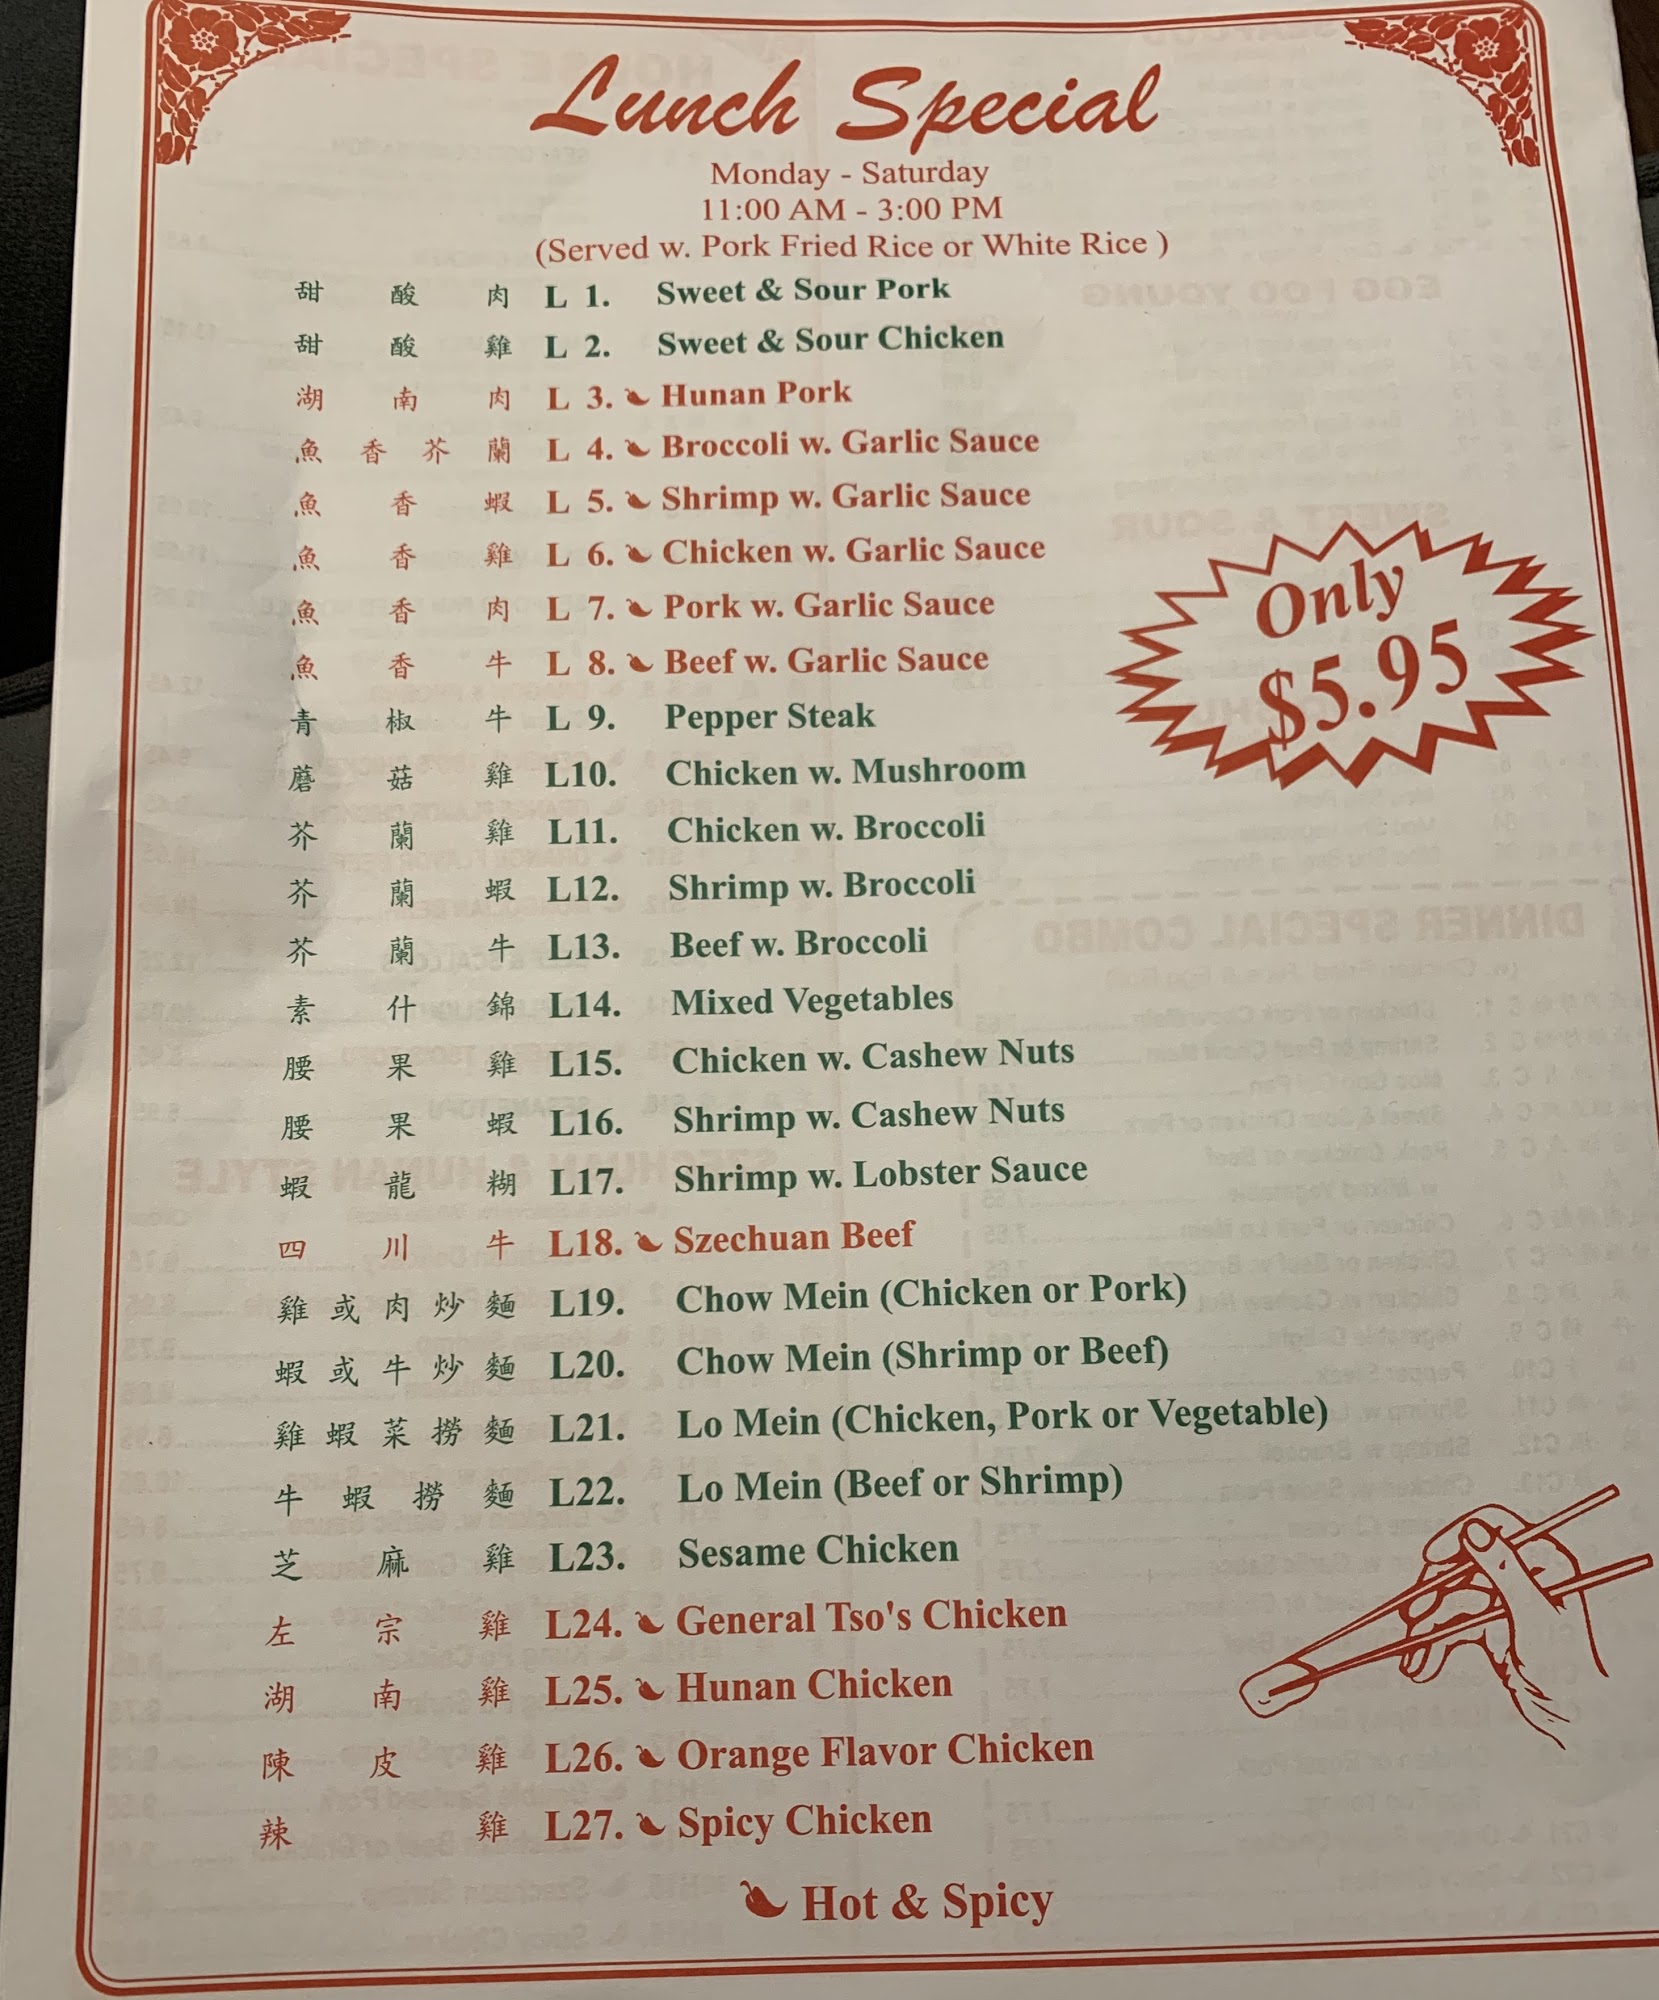 Lunch Special
Monday - Saturday
11:00 AM - 3:00 PM
(Served w. Pork Fried Rice or White Rice )
甜酸肉 L 1. Sweet & Sour Pork
甜酸雞 L 2. Sweet & Sour Chicken
湖南肉 L 3. Hunan Pork
魚香芥蘭 L 4. Broccoli w. Garlic Sauce
魚香蝦 L 5. Shrimp w. Garlic Sauce
魚香雞 L 6. Chicken w. Garlic Sauce
魚香肉 L 7. Pork w. Garlic Sauce
魚香牛 L 8. Beef w. Garlic Sauce
Only
$5.95
青椒牛 L 9. Pepper Steak
蘑菇雞 L10. Chicken w. Mushroom
芥蘭雞 L11. Chicken w. Broccoli
芥蘭蝦 L12. Shrimp w. Broccoli
芥蘭牛 L13. Beef w. Broccoli
素什錦 L14. Mixed Vegetables
腰果雞 L15. Chicken w. Cashew Nuts
腰果蝦 L16. Shrimp w. Cashew Nuts
蝦龍糊 L17. Shrimp w. Lobster Sauce
四川牛 L18. Szechuan Beef
雞或肉炒麵 L19. Chow Mein (Chicken or Pork)
蝦或牛炒麵 L20. Chow Mein (Shrimp or Beef)
雞蝦菜撈麵 L21. Lo Mein (Chicken, Pork or Vegetable)
牛蝦撈麵 L22. Lo Mein (Beef or Shrimp)
芝麻雞 L23. Sesame Chicken
左宗雞 L24. General Tso's Chicken
湖南雞 L25. Hunan Chicken
陳皮雞 L26. Orange Flavor Chicken
辣雞 L27. Spicy Chicken
Hot & Spicy